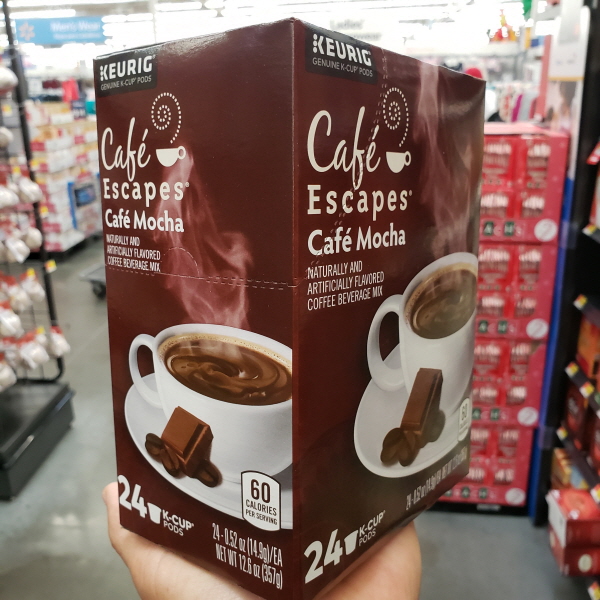 KEURIG®
GENUINE K-CUP® PODS
Café
Escapes®
Café Mocha
NATURALLY AND
ARTIFICIALLY FLAVORED
COFFEE BEVERAGE MIX
60
CALORIES
PER SERVING
24 K-CUP®
PODS
24 - 0.52 oz (14.9g)/EA
NET WT 12.6 oz (357g)
KEURIG®
GENUINE K-CUP® PODS
Café
Escapes®
Café Mocha
NATURALLY AND
ARTIFICIALLY FLAVORED
COFFEE BEVERAGE MIX
60
24 K-CUP®
PODS